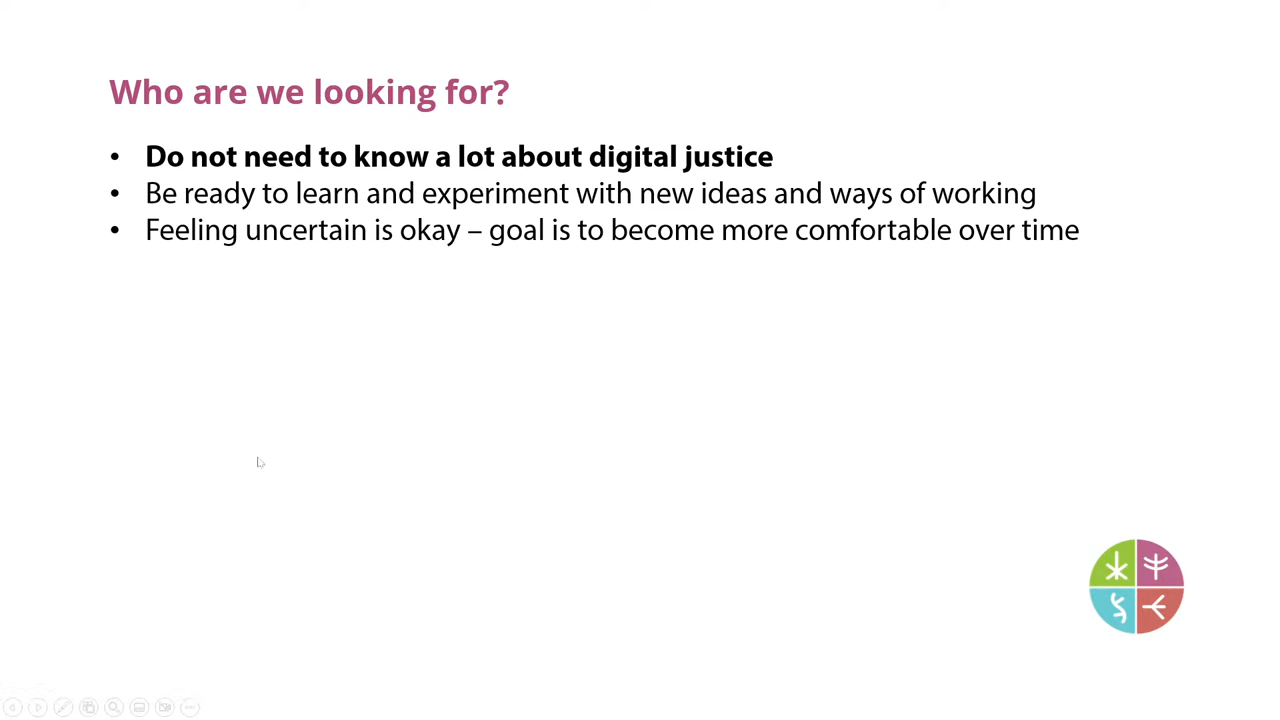 Who are we looking for?
• Do not need to know a lot about digital justice
• Be ready to learn and experiment with new ideas and ways of working
• Feeling uncertain is okay – goal is to become more comfortable over time